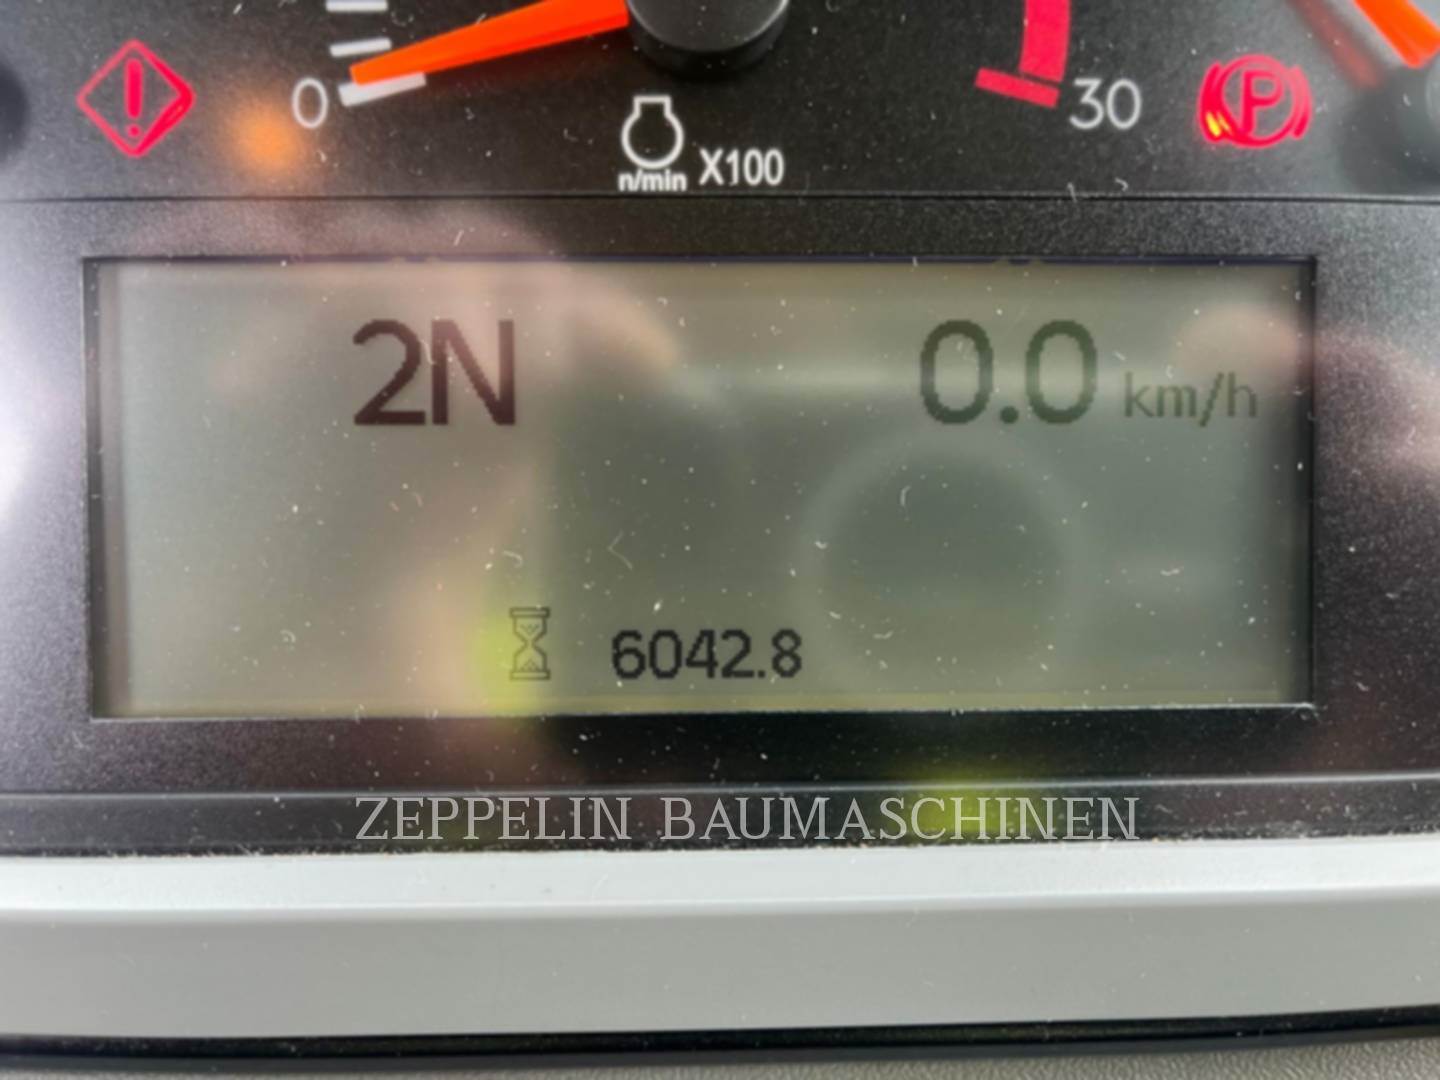 0
30
P
n/min X100
2N
0.0 km/h
6042.8
ZEPPELIN BAUMASCHINEN